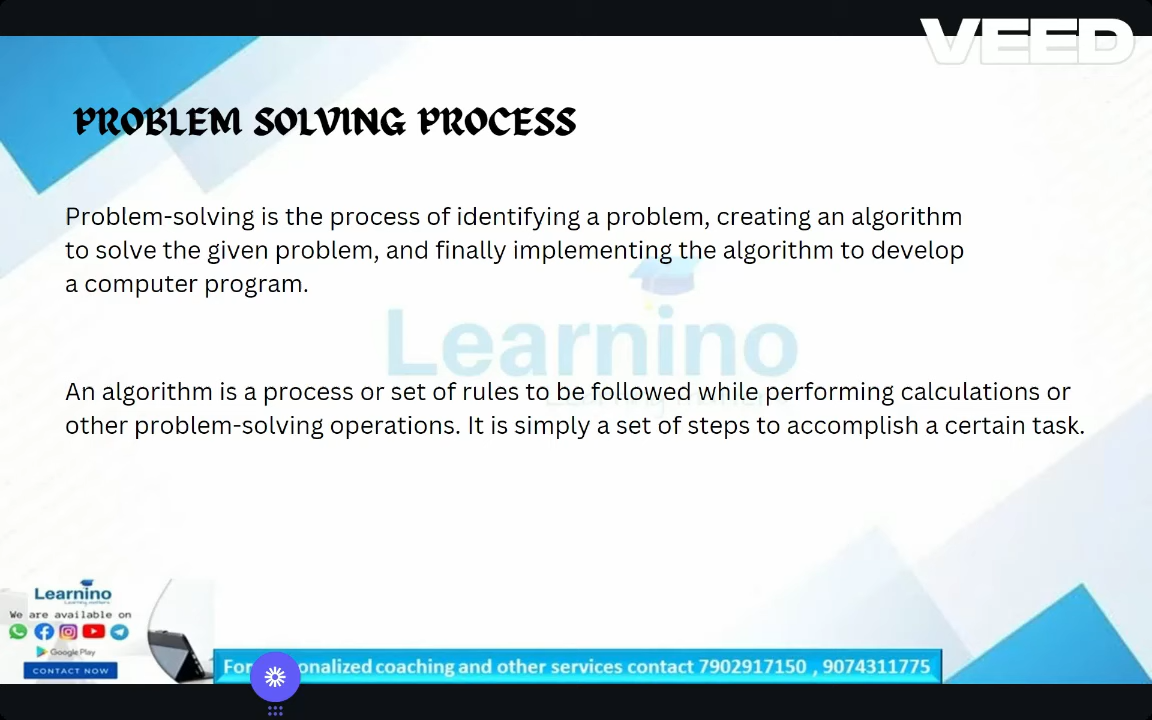 VEED
PROBLEM SOLVING PROCESS
Problem-solving is the process of identifying a problem, creating an algorithm
to solve the given problem, and finally implementing the algorithm to develop
a computer program.
Learnino
An algorithm is a process or set of rules to be followed while performing calculations or
other problem-solving operations. It is simply a set of steps to accomplish a certain task.
Learnino
We are available on
Google Play
CONTACT NOW
For onalized coaching and other services contact 7902917150 , 9074311775